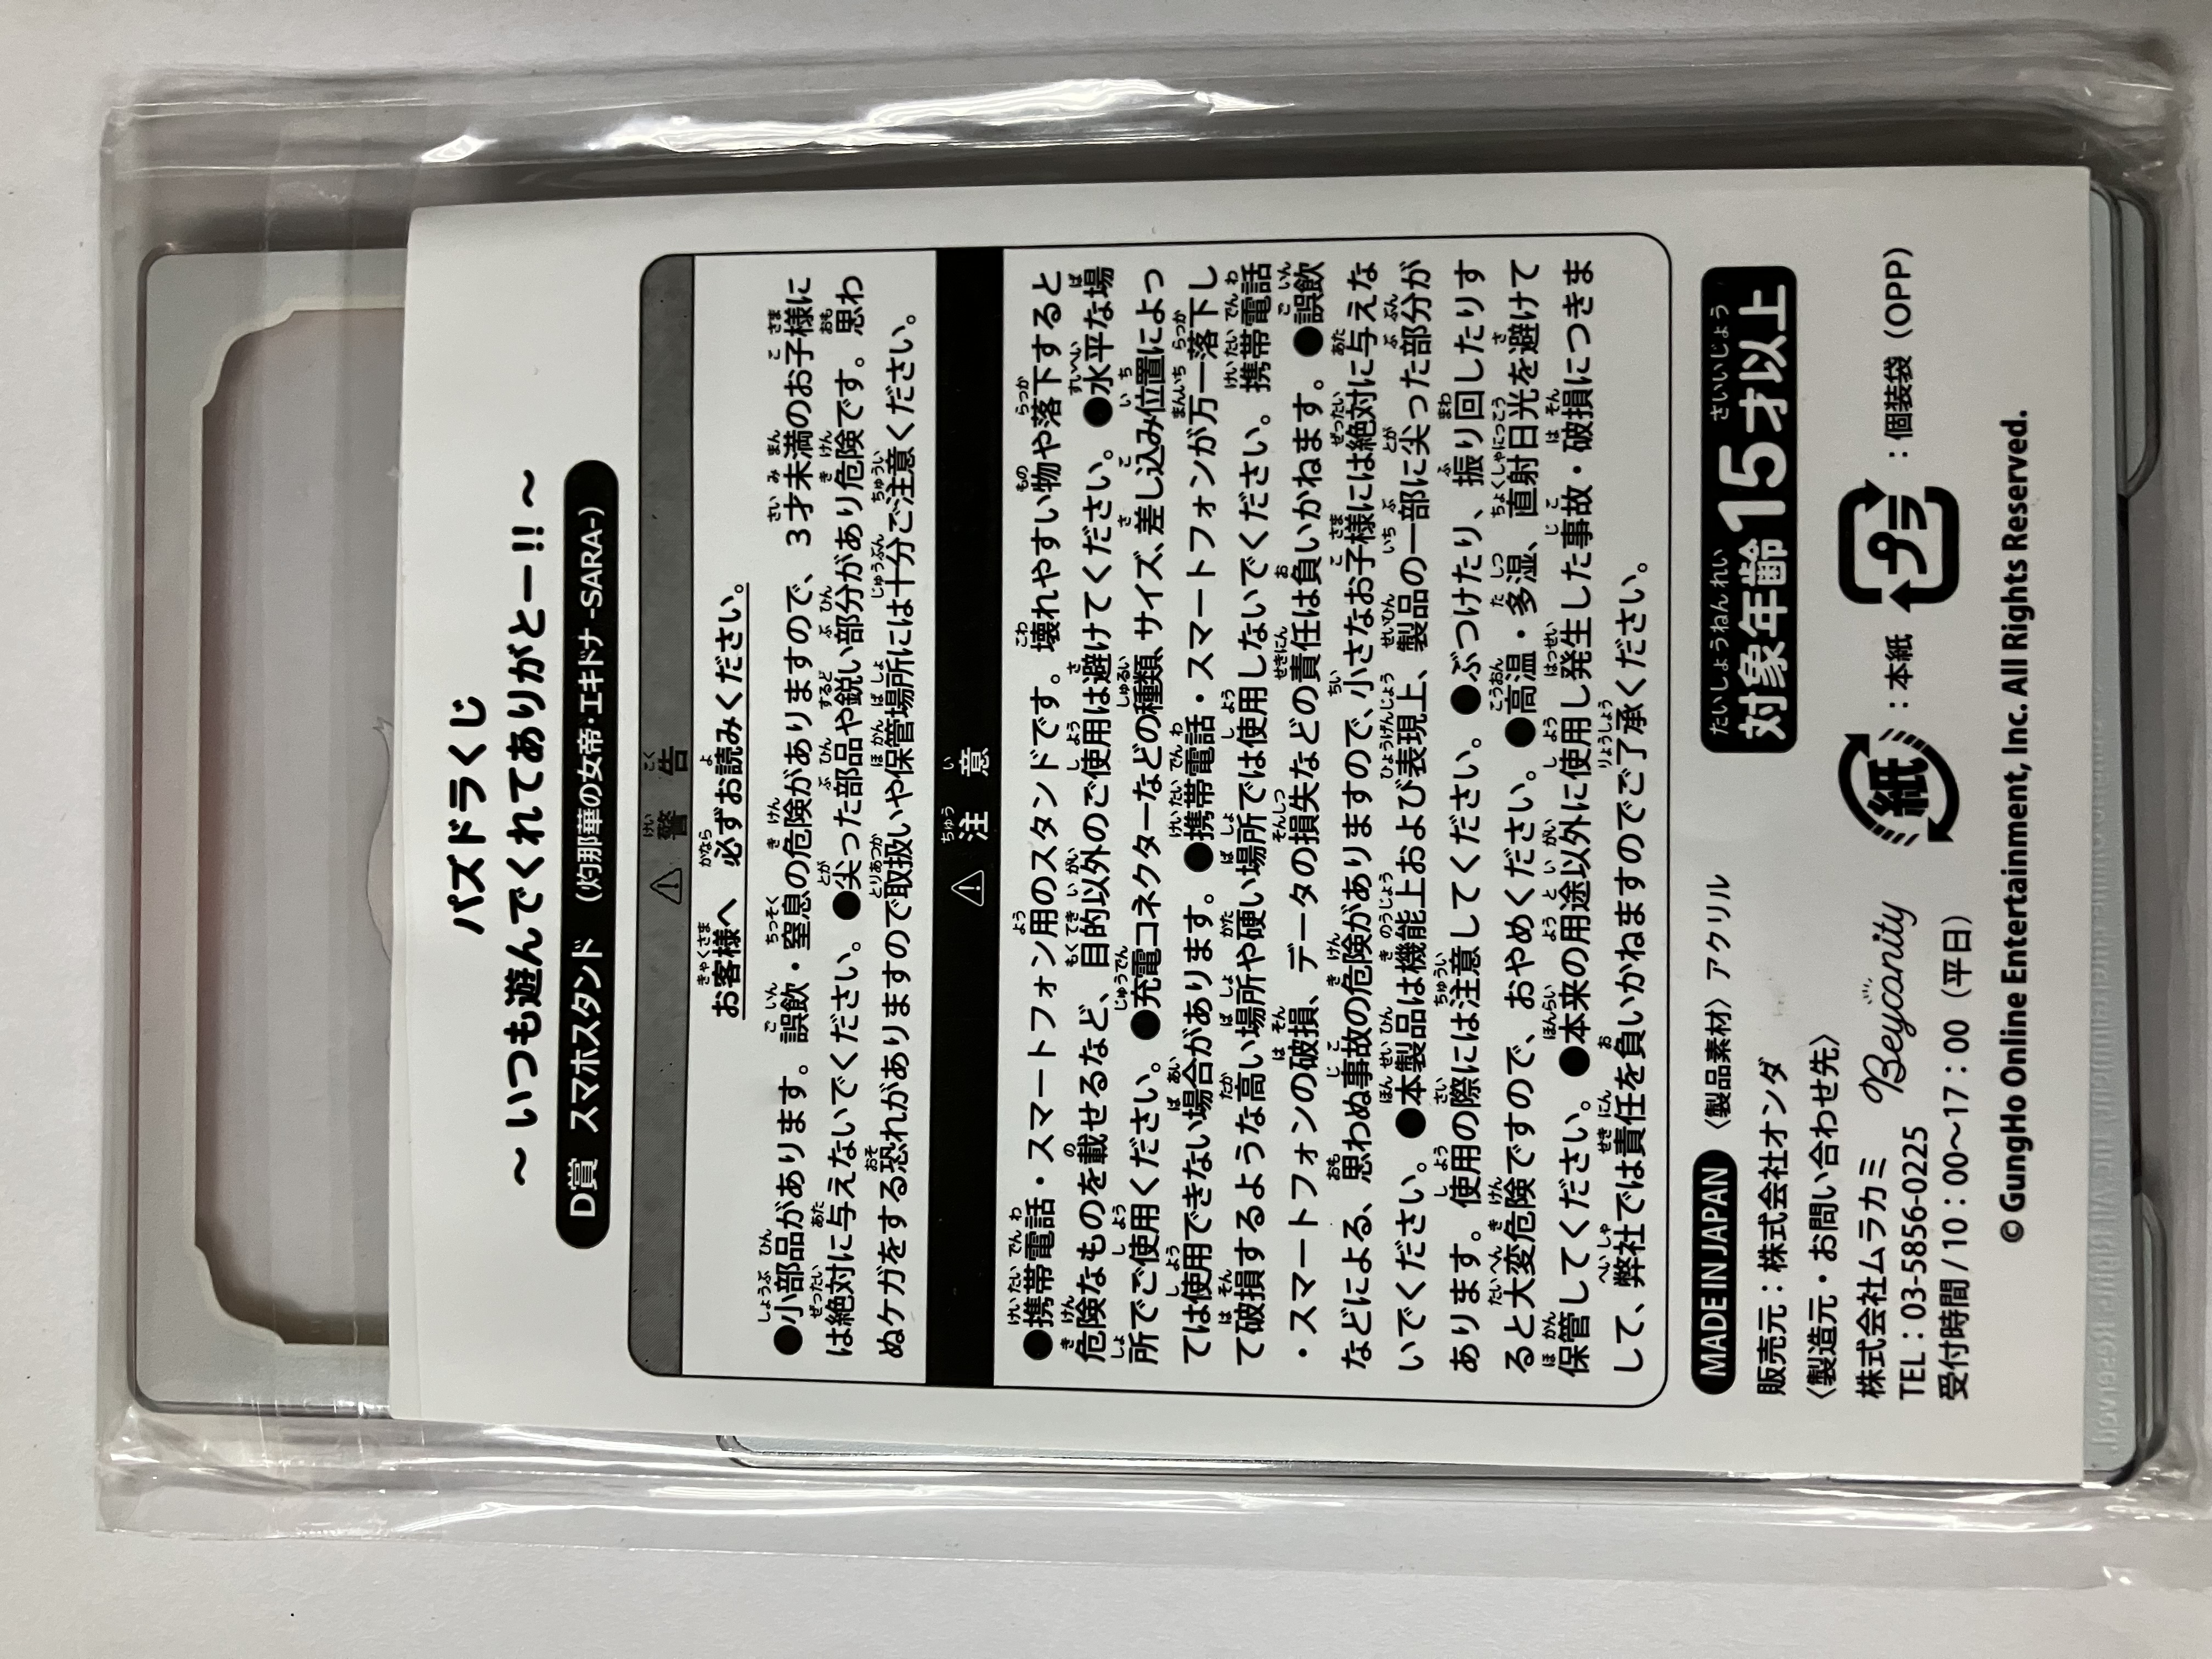 パズドラくじ
～いつも遊んでくれてありがとー!!～
D賞 スマホスタンド (灼那華の女帝・エキドナ -SARA-)
⚠ 警告
お客様へ 必ずお読みください。
●小部品があります。誤飲・窒息の危険がありますので、3才未満のお子様に
は絶対に与えないでください。●尖った部品や鋭い部分があり危険です。思わ
ぬケガをする恐れがありますので取扱いや保管場所には十分ご注意ください。
⚠ 注意
●携帯電話・スマートフォン用のスタンドです。壊れやすい物や落下すると
危険なものを載せるなど、目的以外のご使用は避けてください。●水平な場
所でご使用ください。●充電コネクターなどの種類、サイズ、差し込み位置によっ
ては使用できない場合があります。●携帯電話・スマートフォンが万一落下し
て破損するような高い場所や硬い場所では使用しないでください。携帯電話
・スマートフォンの破損、データの損失などの責任は負いかねます。●誤飲
などによる、思わぬ事故の危険がありますので、小さなお子様には絶対に与えな
いでください。●本製品は機能上および表現上、製品の一部に尖った部分が
あります。使用の際には注意してください。●ぶつけたり、振り回したりす
ると大変危険ですので、おやめください。●高温・多湿、直射日光を避けて
保管してください。●本来の用途以外に使用し発生した事故・破損につきま
して、弊社では責任を負いかねますのでご了承ください。
MADE IN JAPAN 〈製品素材〉アクリル
対象年齢15才以上
販売元：株式会社オンダ
〈製造元・お問い合わせ先〉
株式会社ムラカミ Beyconity
TEL：03-5856-0225
受付時間/10：00～17：00（平日）
紙：本紙 プラ：個装袋（OPP）
© GungHo Online Entertainment, Inc. All Rights Reserved.